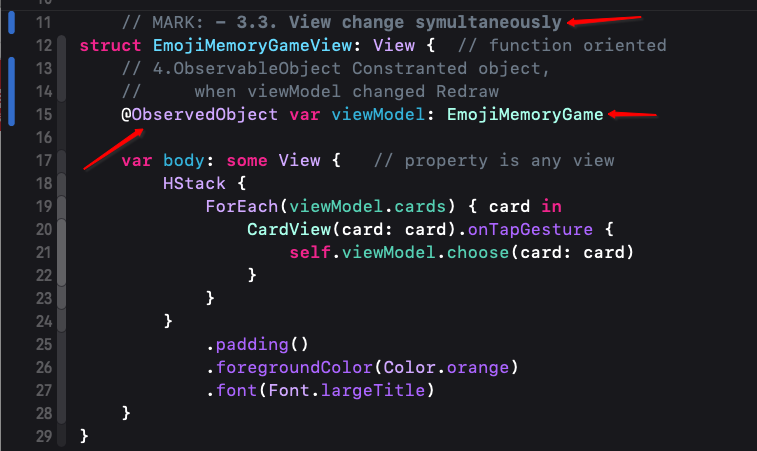 11 // MARK: - 3.3. View change symultaneously
12 struct EmojiMemoryGameView: View { // function oriented
13 // 4.ObservableObject Constranted object,
14 // when viewModel changed Redraw
15 @ObservedObject var viewModel: EmojiMemoryGame
16
17 var body: some View { // property is any view
18 HStack {
19 ForEach(viewModel.cards) { card in
20 CardView(card: card).onTapGesture {
21 self.viewModel.choose(card: card)
22 }
23 }
24 }
25 .padding()
26 .foregroundColor(Color.orange)
27 .font(Font.largeTitle)
28 }
29 }